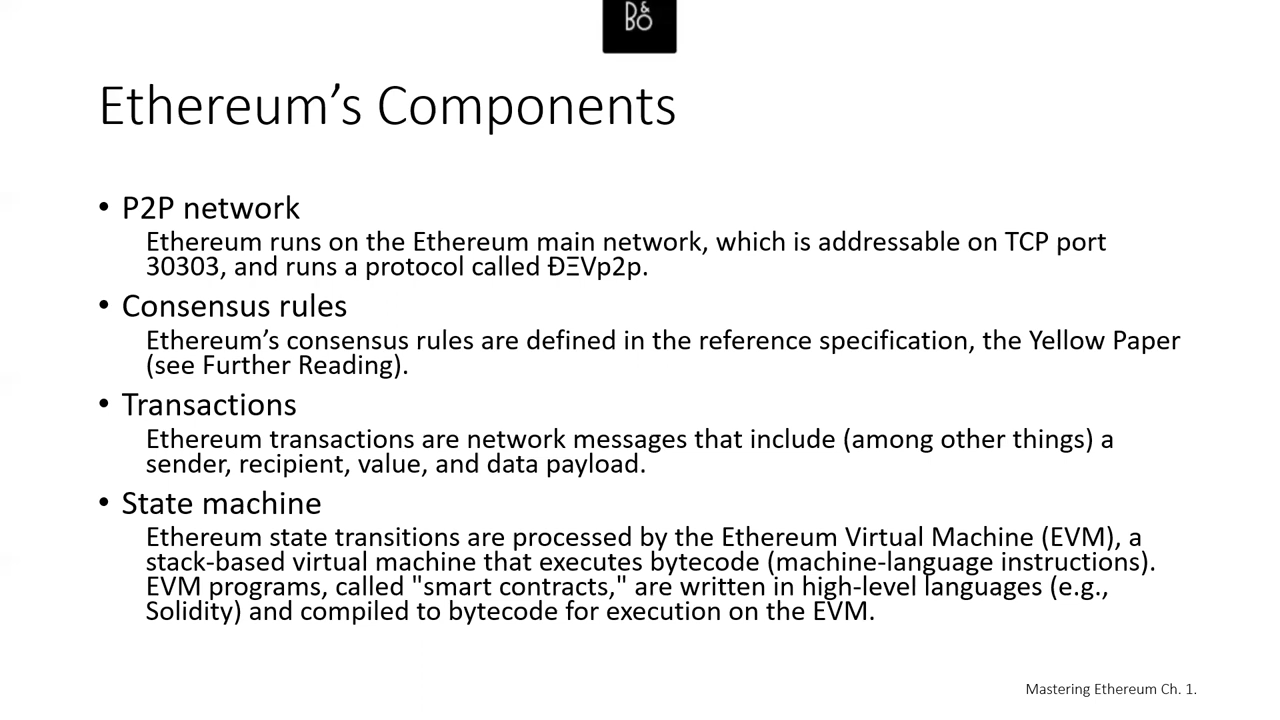 B&
BO
Ethereum’s Components
• P2P network
Ethereum runs on the Ethereum main network, which is addressable on TCP port
30303, and runs a protocol called ÐΞVp2p.
• Consensus rules
Ethereum’s consensus rules are defined in the reference specification, the Yellow Paper
(see Further Reading).
• Transactions
Ethereum transactions are network messages that include (among other things) a
sender, recipient, value, and data payload.
• State machine
Ethereum state transitions are processed by the Ethereum Virtual Machine (EVM), a
stack-based virtual machine that executes bytecode (machine-language instructions).
EVM programs, called "smart contracts," are written in high-level languages (e.g.,
Solidity) and compiled to bytecode for execution on the EVM.
Mastering Ethereum Ch. 1.